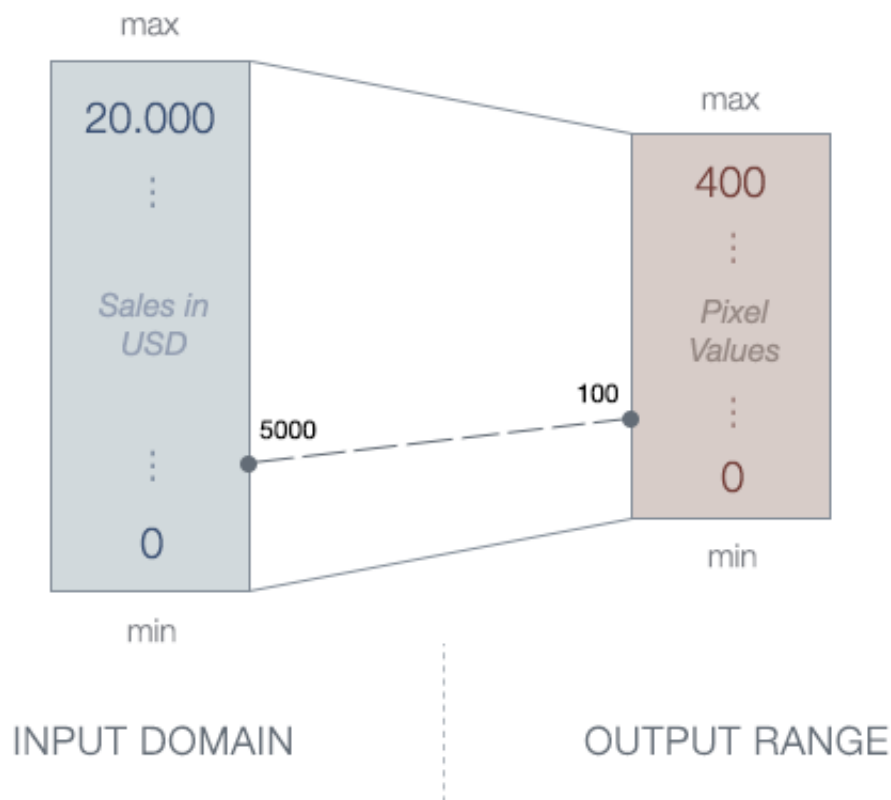 max
20.000
⋮
Sales in
USD
5000
⋮
0
min
INPUT DOMAIN
max
400
⋮
Pixel
Values
100
⋮
0
min
OUTPUT RANGE